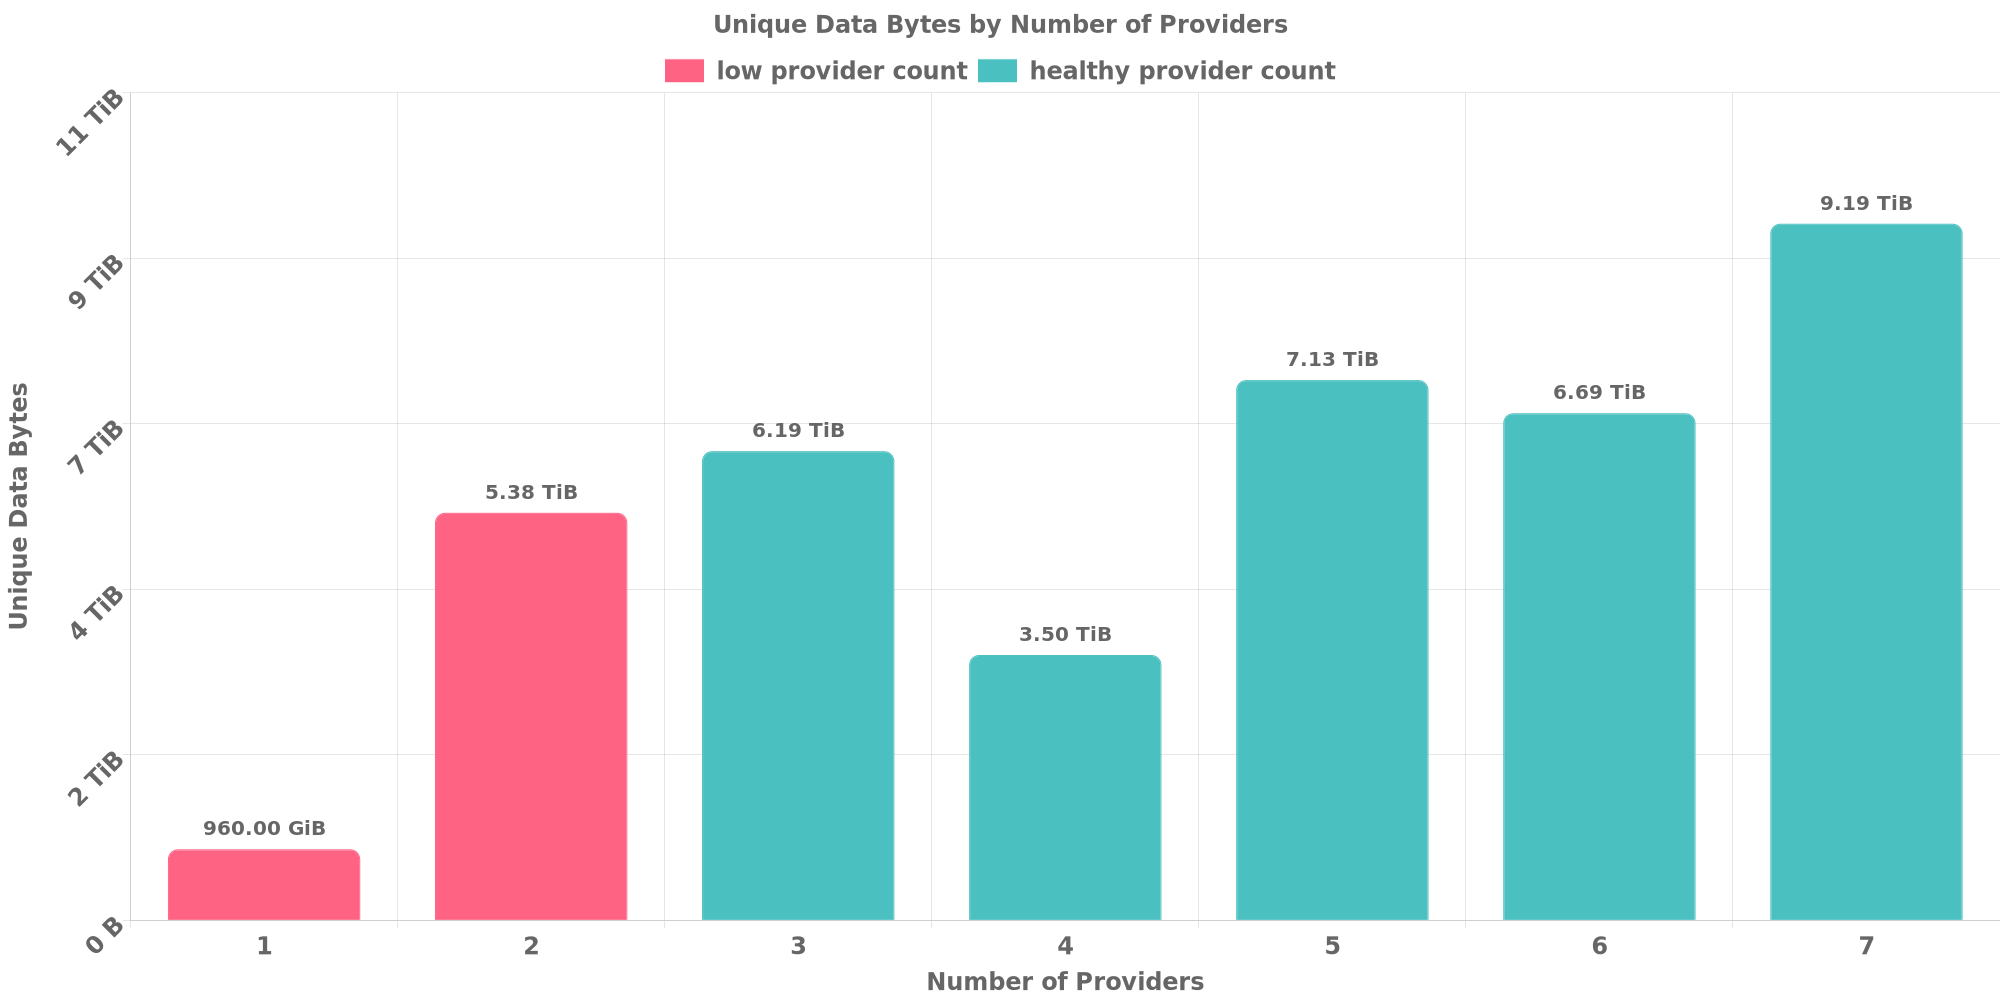 Unique Data Bytes by Number of Providers
low provider count healthy provider count
11 TiB
9 TiB
7 TiB
4 TiB
2 TiB
0 B
Unique Data Bytes
960.00 GiB
5.38 TiB
6.19 TiB
3.50 TiB
7.13 TiB
6.69 TiB
9.19 TiB
1 2 3 4 5 6 7
Number of Providers